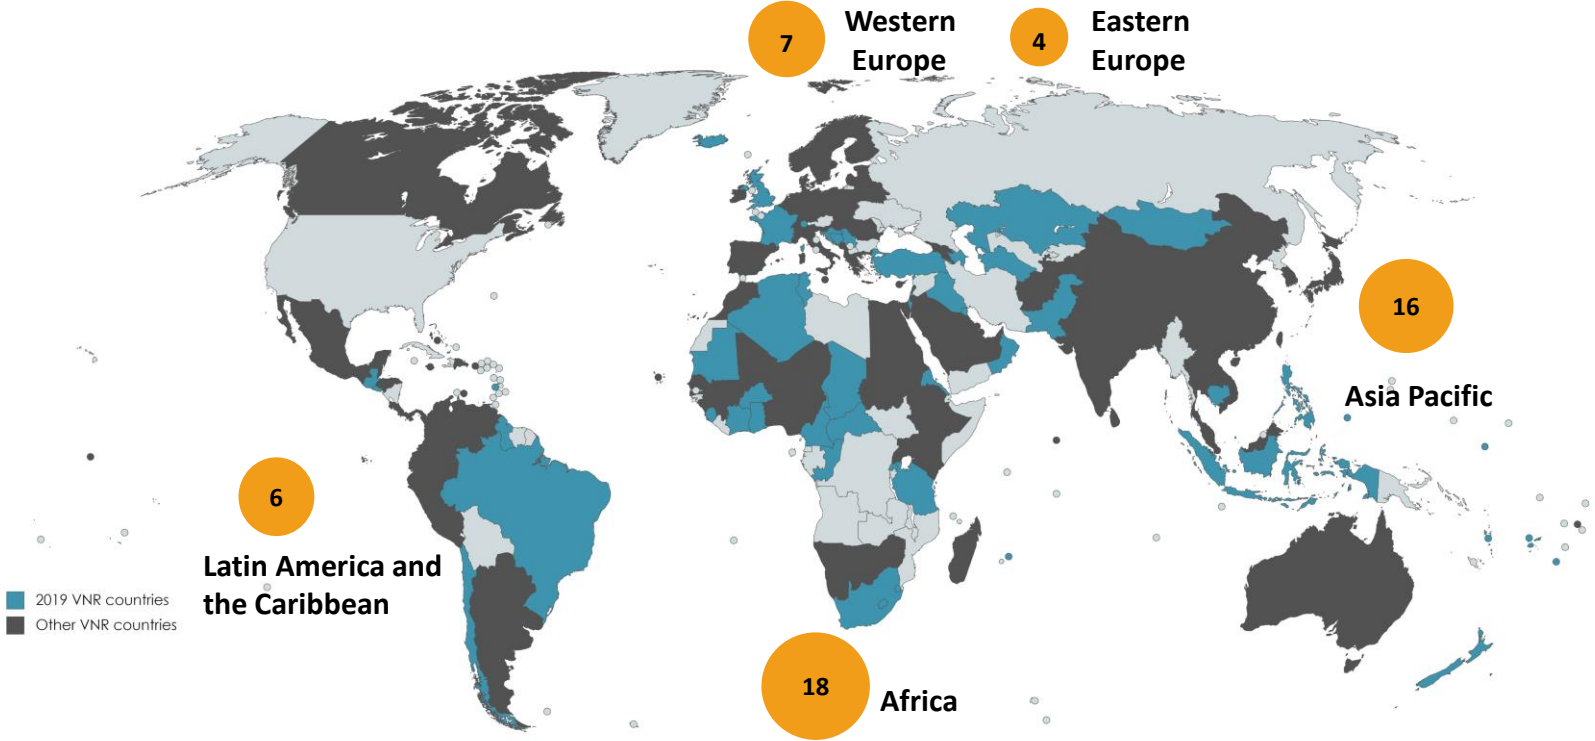 7
Western
Europe
4
Eastern
Europe
16
Asia Pacific
6
Latin America and
the Caribbean
2019 VNR countries
Other VNR countries
18
Africa